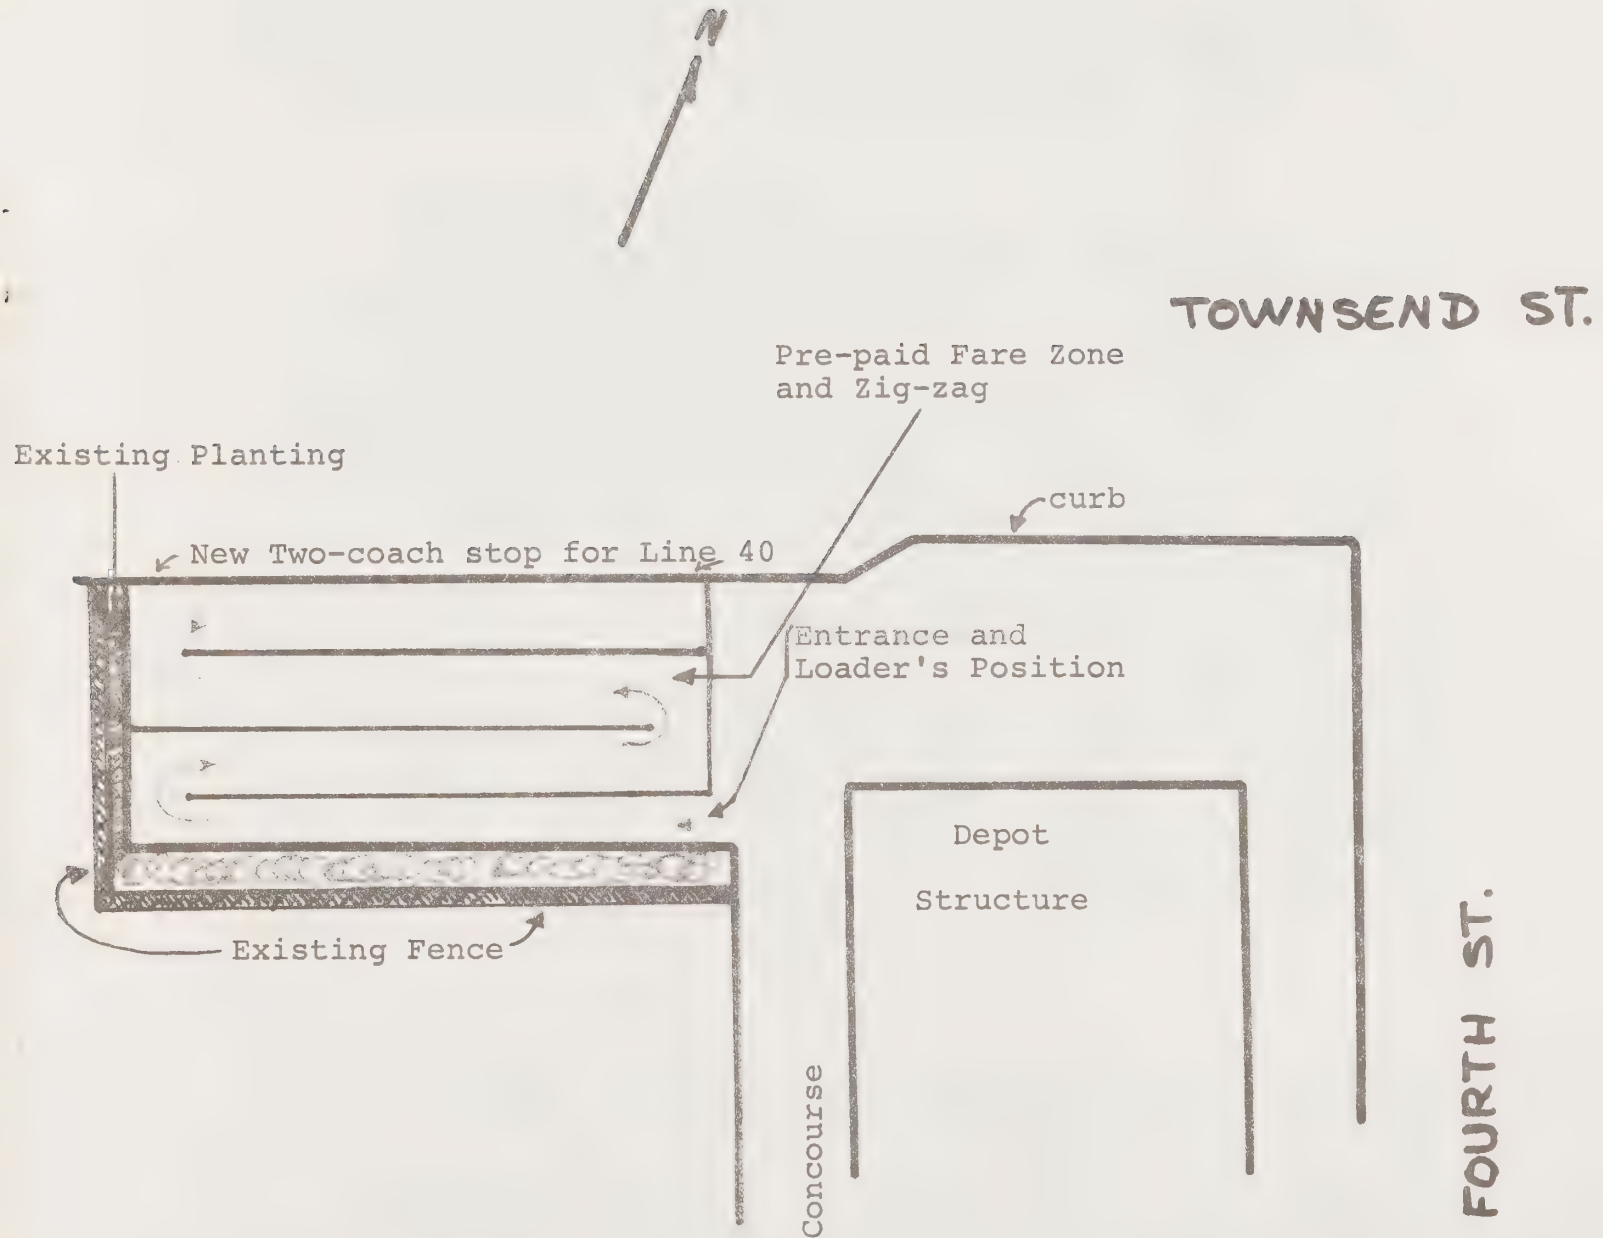 N
TOWNSEND ST.
Pre-paid Fare Zone
and Zig-zag
Existing Planting
curb
New Two-coach stop for Line 40
Entrance and
Loader's Position
Depot
Structure
Existing Fence
Concourse
FOURTH ST.